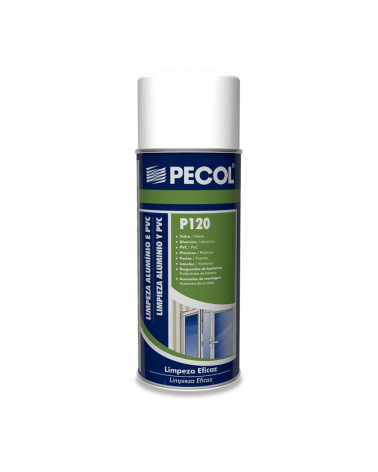 PECOL
P120
• Vidro / Vidrio
• Alumínio / Aluminio
• PVC / PVC
• Plásticos / Plástico
• Portas / Puertas
• Janelas / Ventanas
LIMPEZA ALUMÍNIO E PVC
LIMPIEZA ALUMINIO Y PVC
Limpeza Eficaz
Limpieza Eficaz